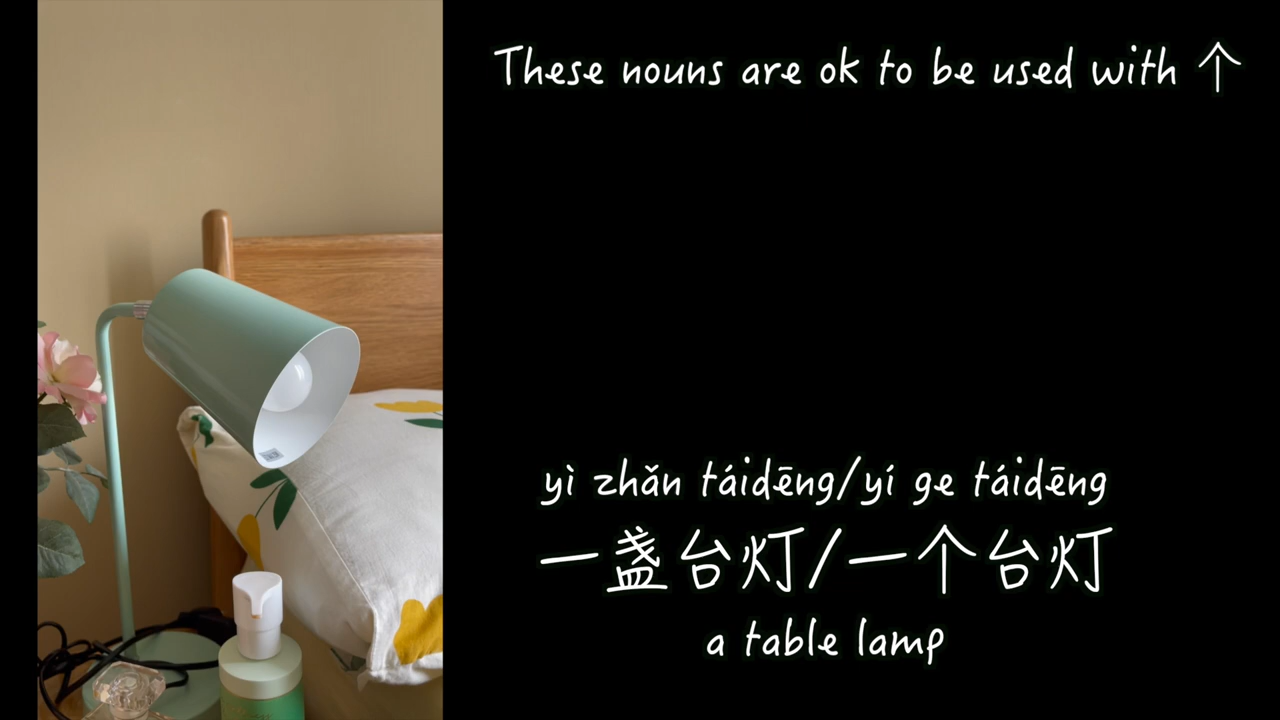 These nouns are ok to be used with 个
yì zhǎn táidēng/yí ge táidēng
一盏台灯/一个台灯
a table lamp